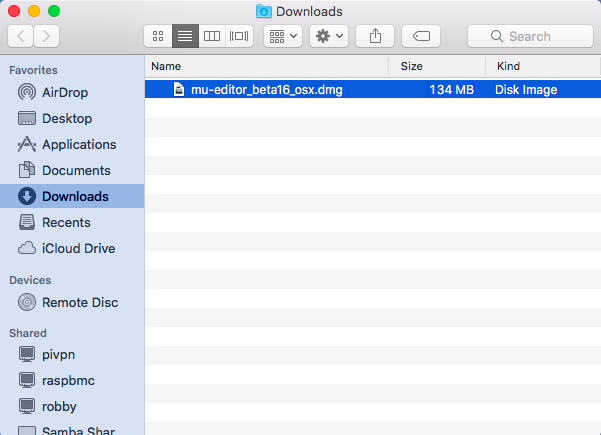 Downloads
Search
Favorites
AirDrop
Desktop
Applications
Documents
Downloads
Recents
iCloud Drive
Devices
Remote Disc
Shared
pivpn
raspbmc
robby
Samba Shar
Name Size Kind
mu-editor_beta16_osx.dmg 134 MB Disk Image